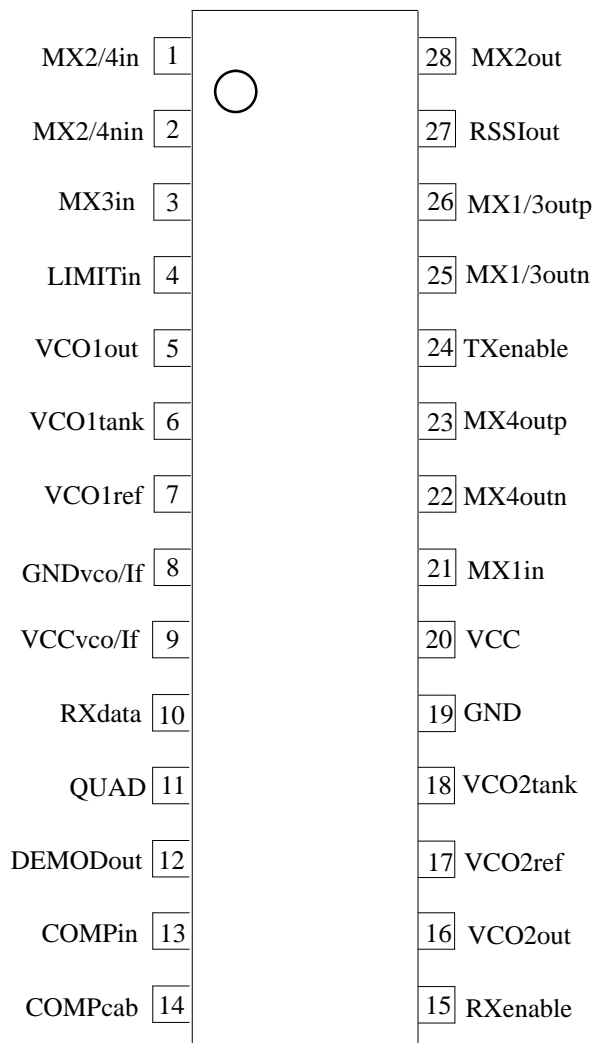 MX2/4in 1 28 MX2out
MX2/4nin 2 27 RSSIout
MX3in 3 26 MX1/3outp
LIMITin 4 25 MX1/3outn
VCO1out 5 24 TXenable
VCO1tank 6 23 MX4outp
VCO1ref 7 22 MX4outn
GNDvco/If 8 21 MX1in
VCCvco/If 9 20 VCC
RXdata 10 19 GND
QUAD 11 18 VCO2tank
DEMODout 12 17 VCO2ref
COMPin 13 16 VCO2out
COMPcab 14 15 RXenable